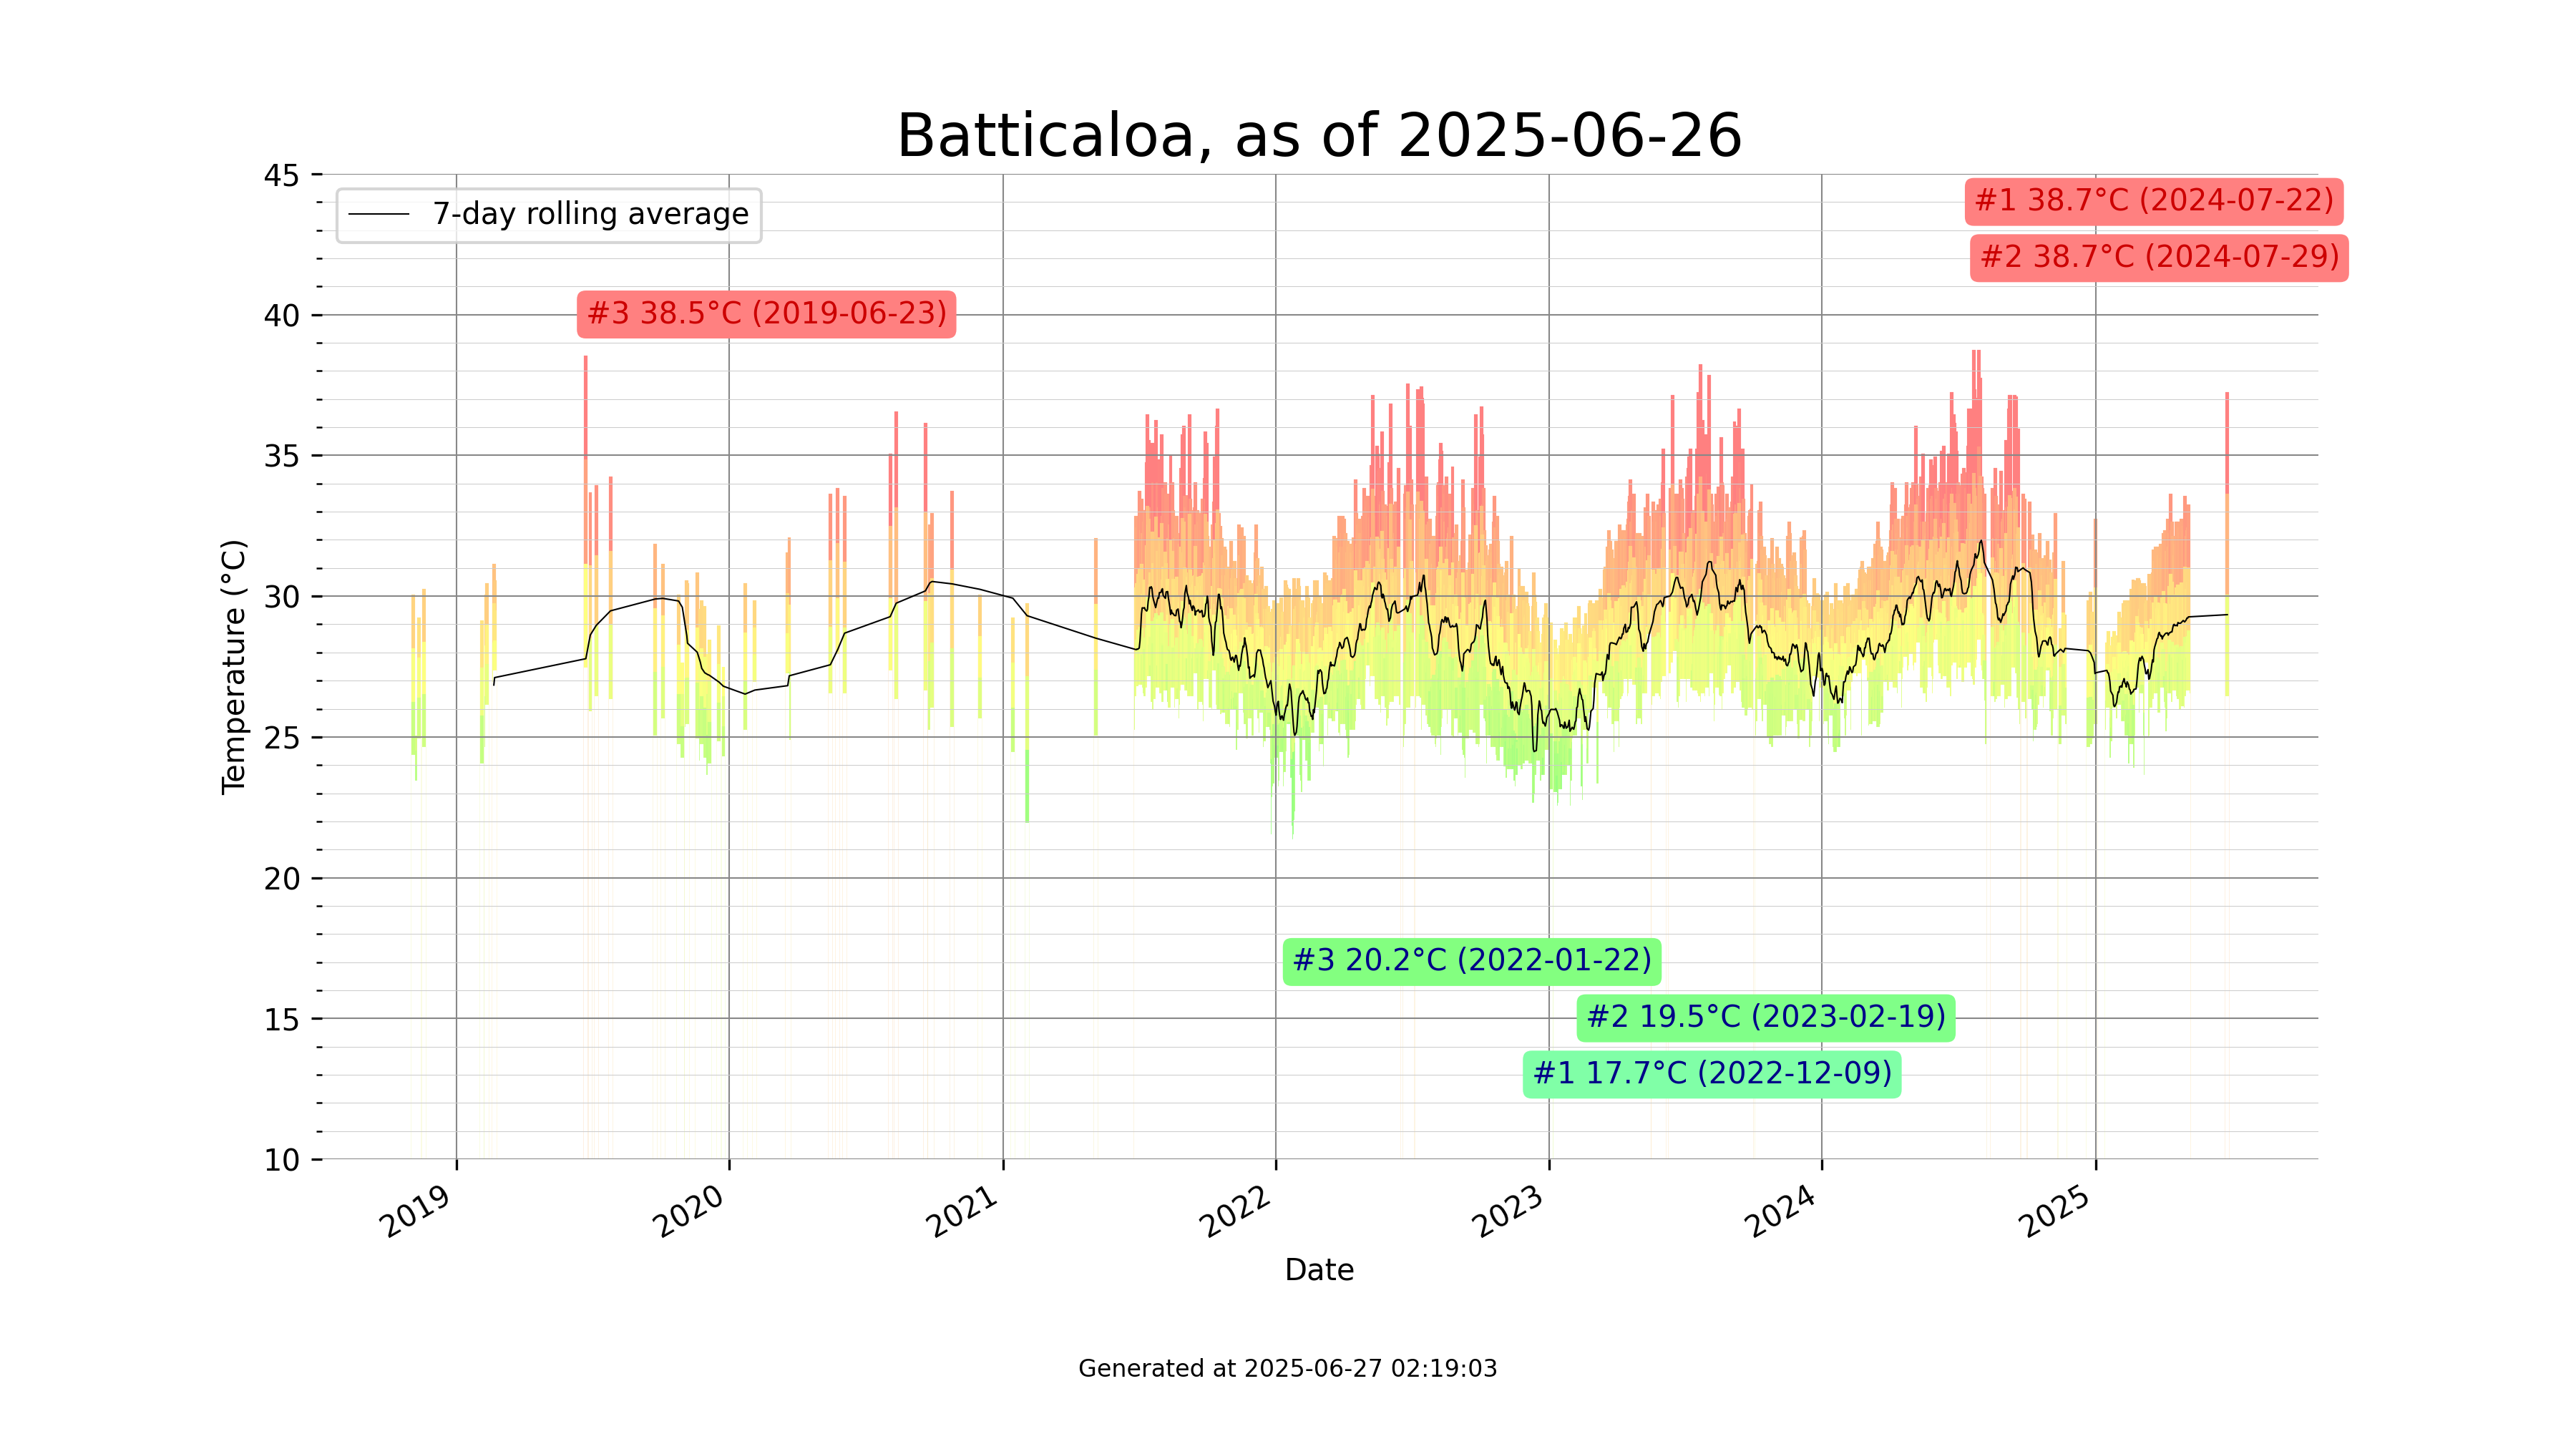 Batticaloa, as of 2025-06-26
45
7-day rolling average
#1 38.7°C (2024-07-22)
#2 38.7°C (2024-07-29)
#3 38.5°C (2019-06-23)
40
35
30
25
20
15
10
Temperature (°C)
#3 20.2°C (2022-01-22)
#2 19.5°C (2023-02-19)
#1 17.7°C (2022-12-09)
2019
2020
2021
2022
2023
2024
2025
Date
Generated at 2025-06-27 02:19:03